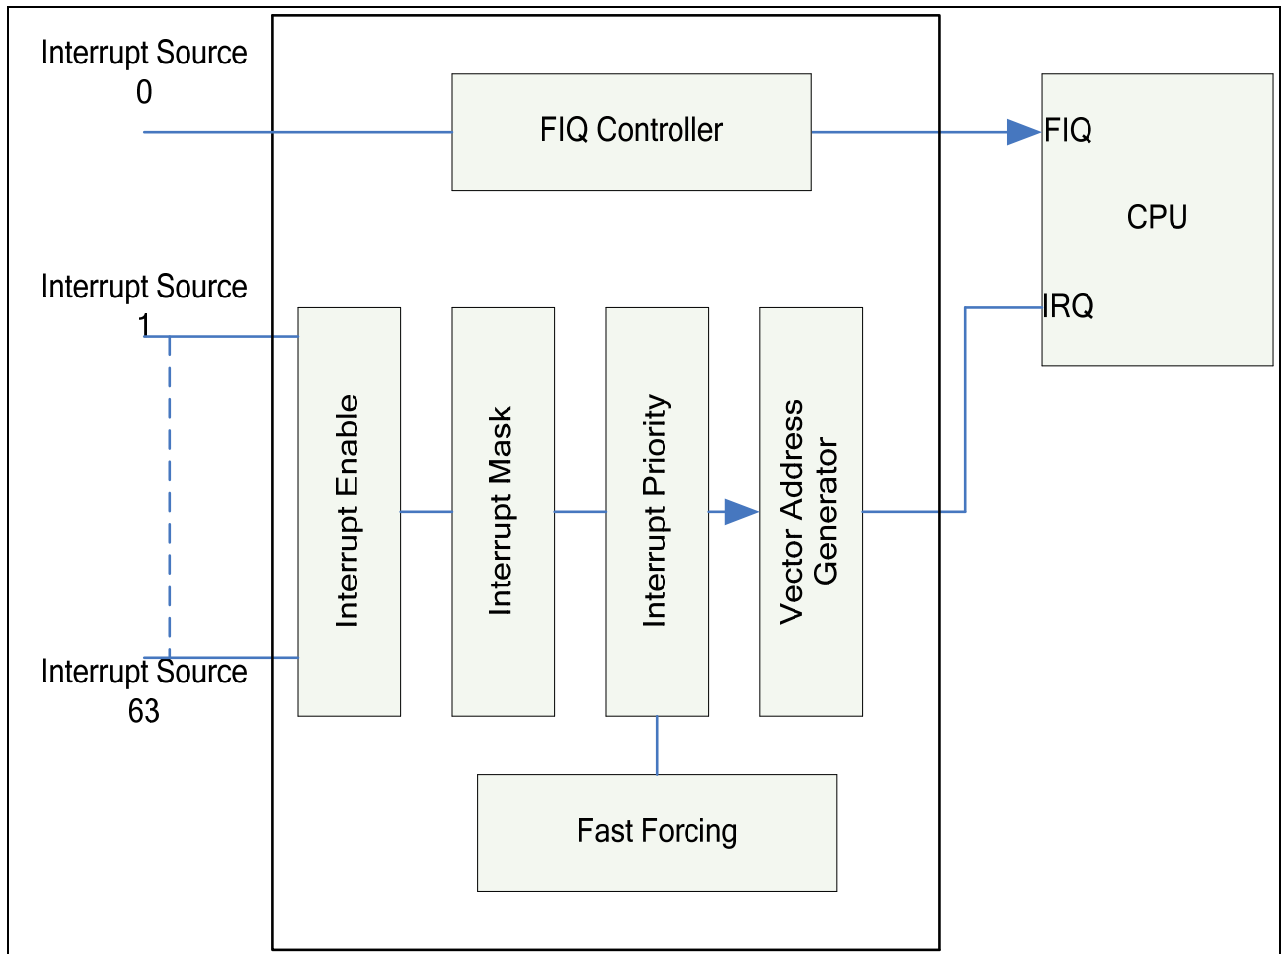 Interrupt Source
0
FIQ Controller
FIQ
CPU
IRQ
Interrupt Source
1
Interrupt Enable
Interrupt Mask
Interrupt Priority
Vector Address
Generator
Interrupt Source
63
Fast Forcing